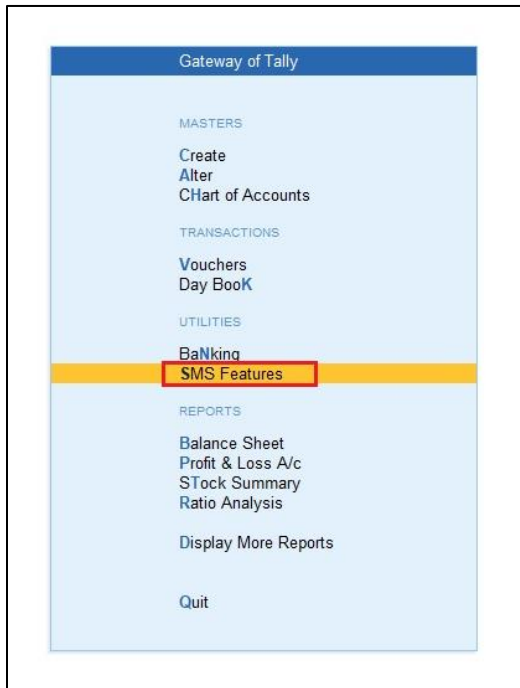 Gateway of Tally
MASTERS
Create
Alter
CHart of Accounts
TRANSACTIONS
Vouchers
Day BooK
UTILITIES
BaNking
SMS Features
REPORTS
Balance Sheet
Profit & Loss A/c
STock Summary
Ratio Analysis
Display More Reports
Quit